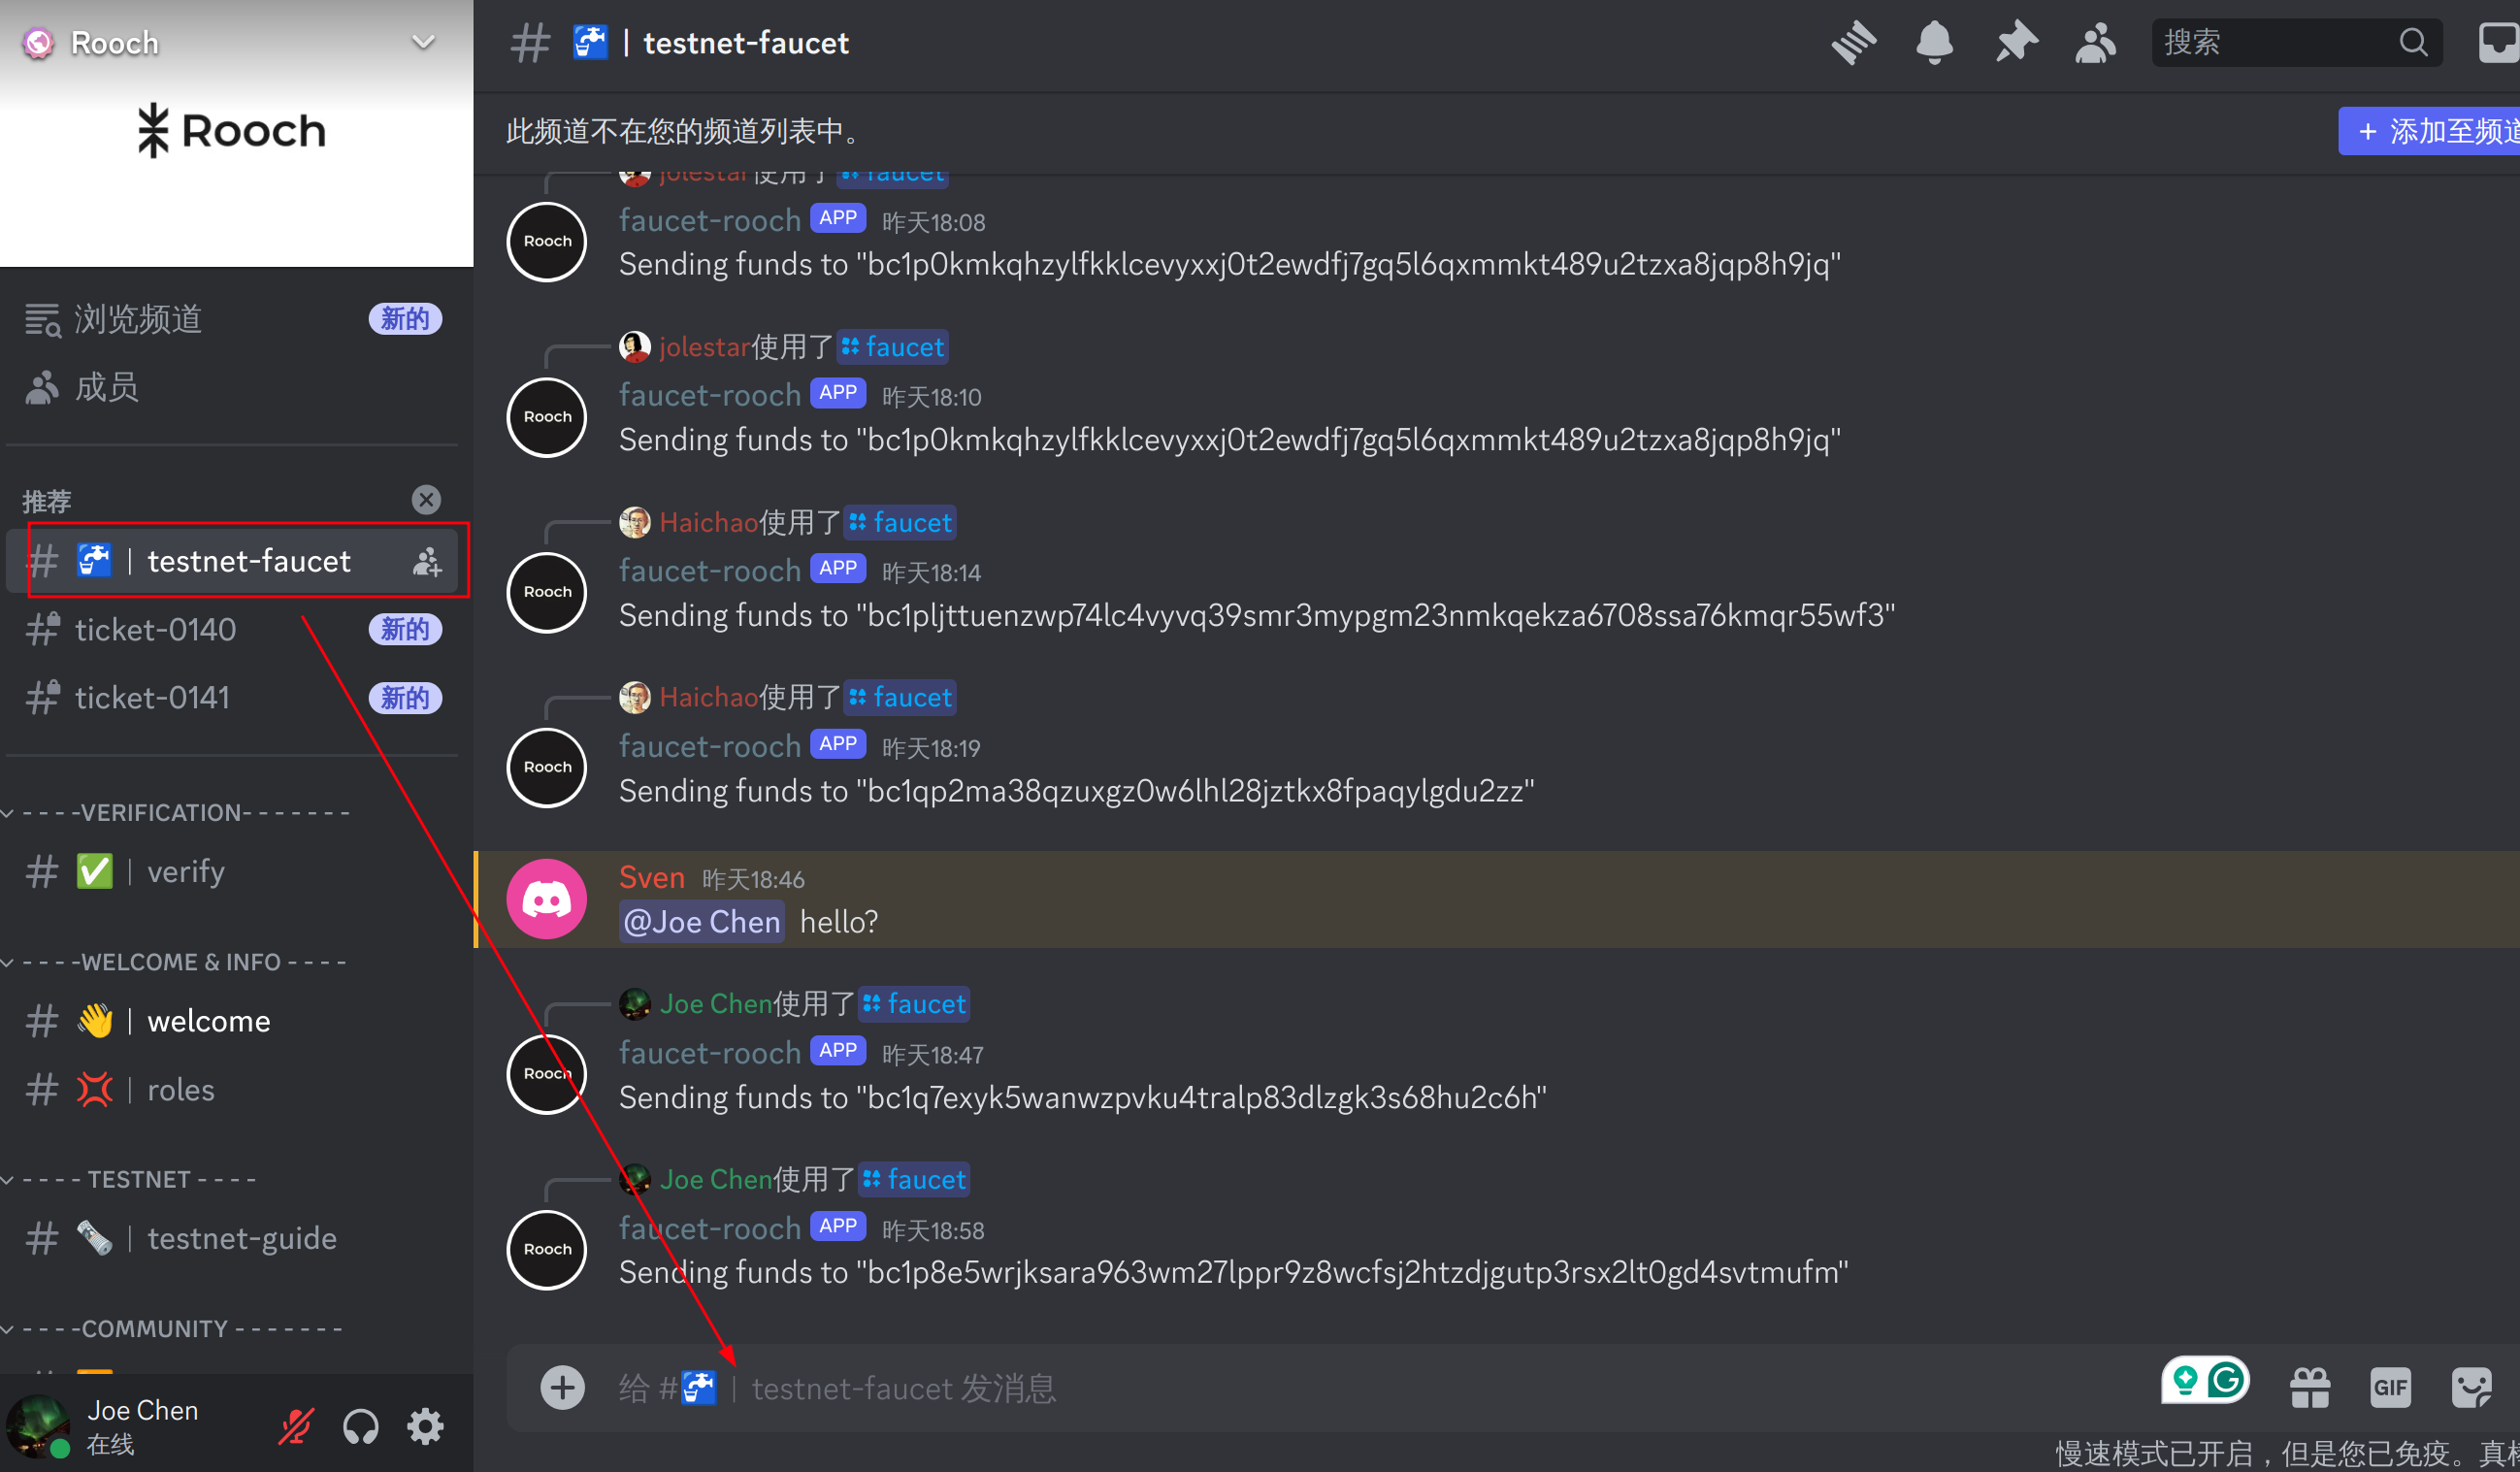 Rooch
Rooch
浏览频道 新的
成员
推荐
testnet-faucet
ticket-0140 新的
ticket-0141 新的
----VERIFICATION-------
verify
----WELCOME & INFO ----
welcome
roles
---- TESTNET ----
testnet-guide
----COMMUNITY -------
Joe Chen
在线
# | testnet-faucet
搜索
此频道不在您的频道列表中。
+ 添加至频道
jolestar使用了 faucet
Rooch
faucet-rooch APP 昨天18:08
Sending funds to "bc1p0kmkqhzylfkklcevyxxj0t2ewdfj7gq5l6qxmmkt489u2tzxa8jqp8h9jq"
jolestar使用了 faucet
Rooch
faucet-rooch APP 昨天18:10
Sending funds to "bc1p0kmkqhzylfkklcevyxxj0t2ewdfj7gq5l6qxmmkt489u2tzxa8jqp8h9jq"
Haichao使用了 faucet
Rooch
faucet-rooch APP 昨天18:14
Sending funds to "bc1pljttuenzwp74lc4vyvq39smr3mypgm23nmkqekza6708ssa76kmqr55wf3"
Haichao使用了 faucet
Rooch
faucet-rooch APP 昨天18:19
Sending funds to "bc1qp2ma38qzuxgz0w6lhl28jztkx8fpaqylgdu2zz"
Sven 昨天18:46
@Joe Chen hello?
Joe Chen使用了 faucet
Rooch
faucet-rooch APP 昨天18:47
Sending funds to "bc1q7exyk5wanwzpvku4tralp83dlzgk3s68hu2c6h"
Joe Chen使用了 faucet
Rooch
faucet-rooch APP 昨天18:58
Sending funds to "bc1p8e5wrjksara963wm27lppr9z8wcfsj2htzdjgutp3rsx2lt0gd4svtmufm"
给 # | testnet-faucet 发消息
GIF
慢速模式已开启，但是您已免疫。真